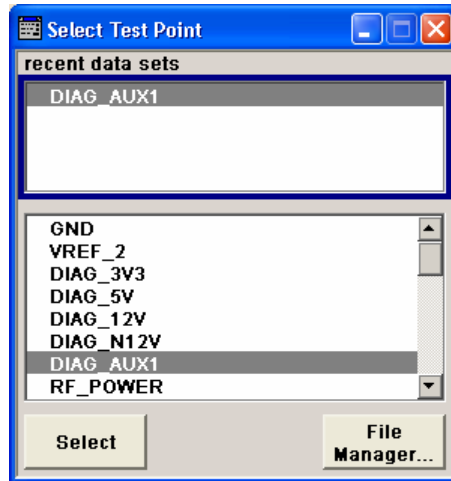 Select Test Point
recent data sets
DIAG_AUX1
GND
VREF_2
DIAG_3V3
DIAG_5V
DIAG_12V
DIAG_N12V
DIAG_AUX1
RF_POWER
Select
File
Manager...